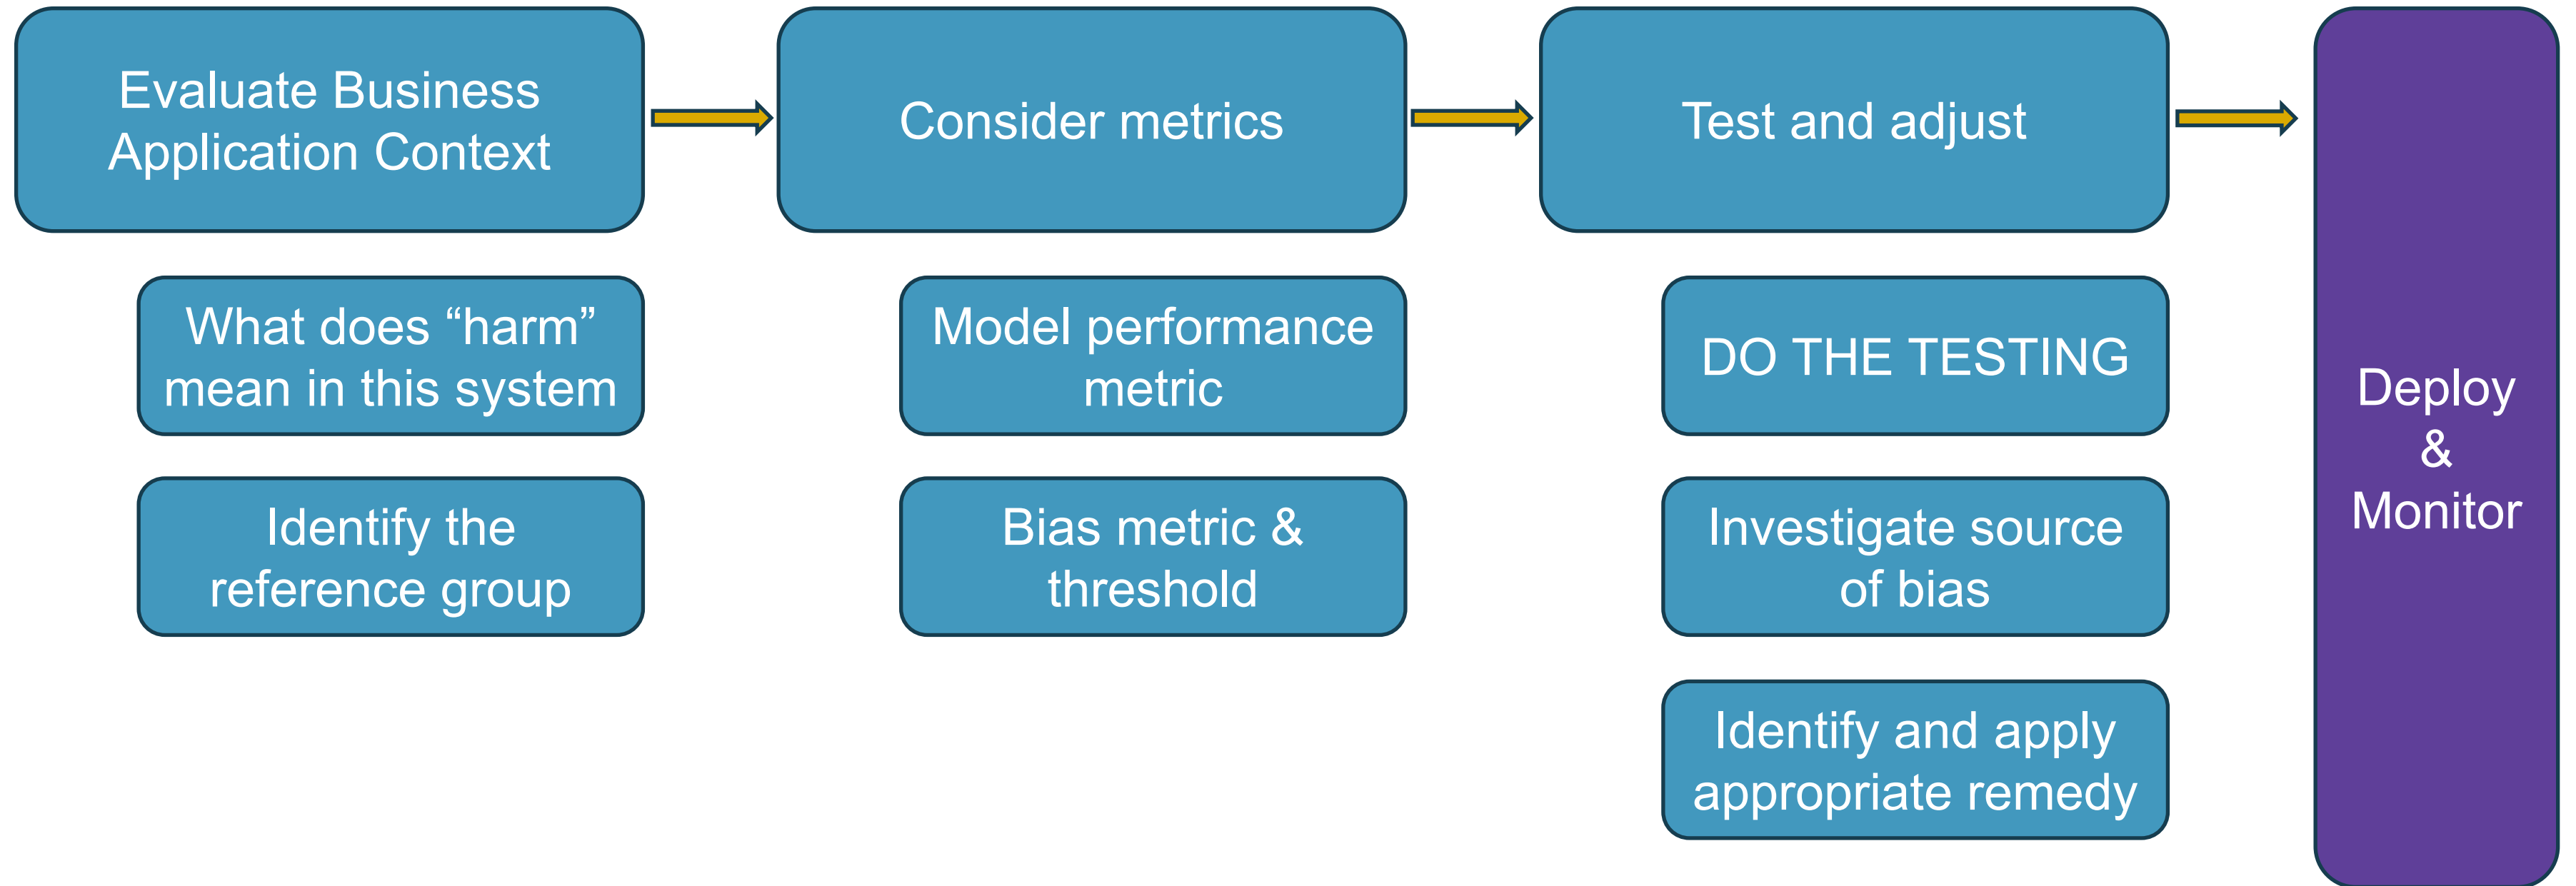 Evaluate Business
Application Context
What does “harm”
mean in this system
Identify the
reference group
Consider metrics
Model performance
metric
Bias metric &
threshold
Test and adjust
DO THE TESTING
Investigate source
of bias
Identify and apply
appropriate remedy
Deploy
&
Monitor